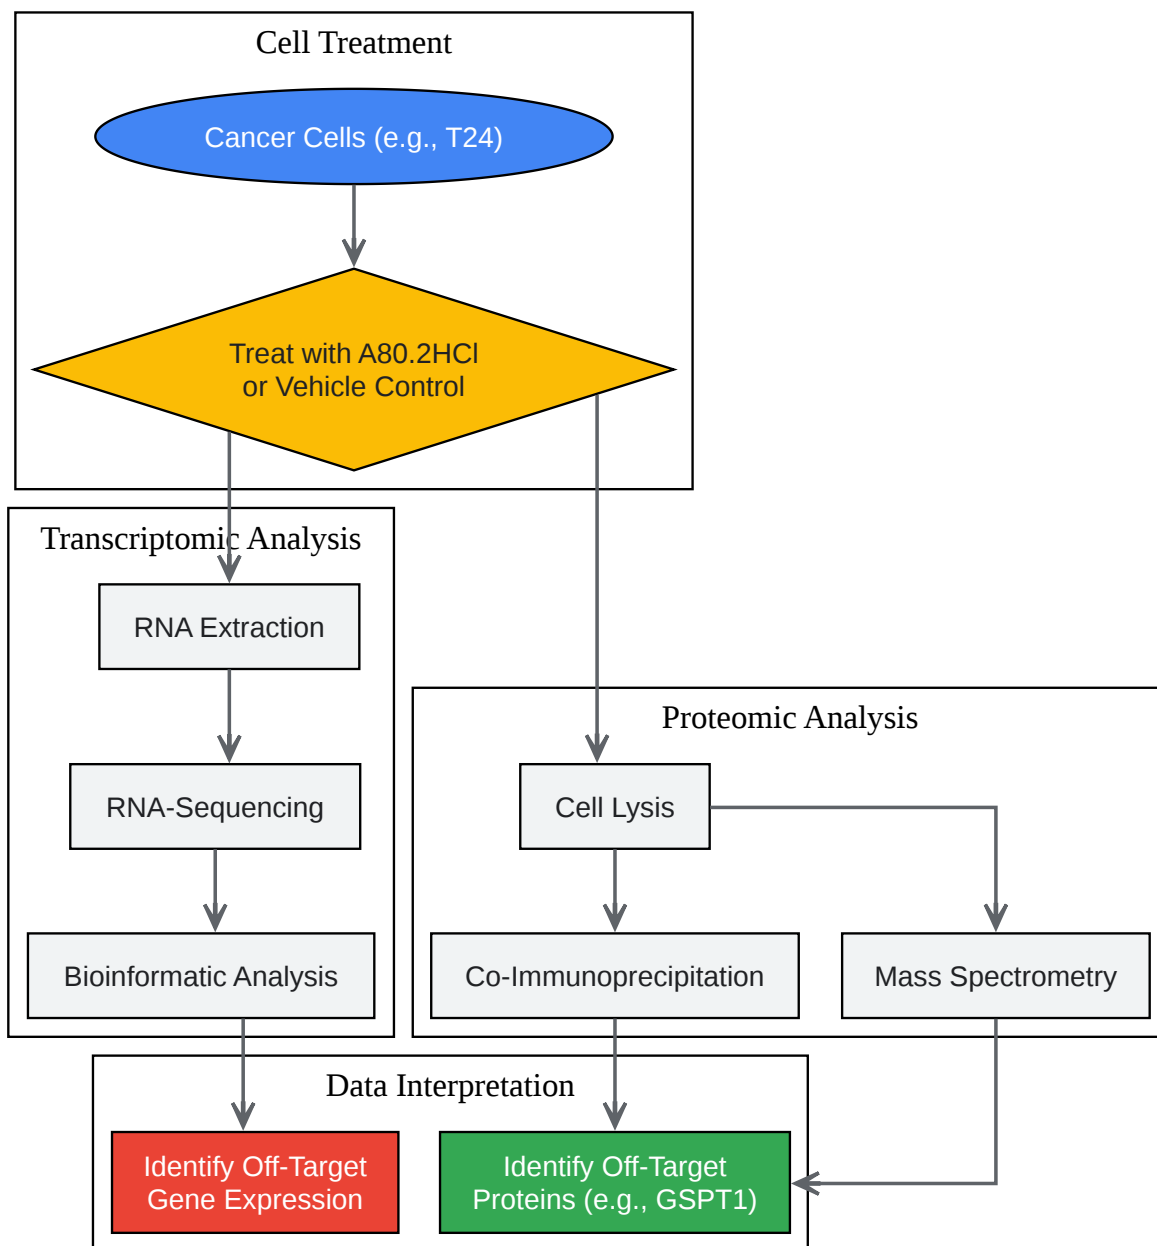 Cell Treatment
Cancer Cells (e.g., T24)
Treat with A80.2HCl
or Vehicle Control
Transcriptomic Analysis
RNA Extraction
RNA-Sequencing
Bioinformatic Analysis
Proteomic Analysis
Cell Lysis
Co-Immunoprecipitation
Mass Spectrometry
Data Interpretation
Identify Off-Target
Gene Expression
Identify Off-Target
Proteins (e.g., GSPT1)